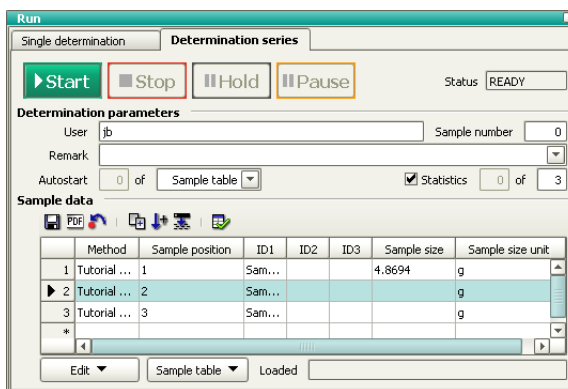 Run
Single determination Determination series
Start Stop Hold Pause Status READY
Determination parameters
User jb Sample number 0
Remark
Autostart 0 of Sample table Statistics 0 of 3
Sample data
PDF
Method Sample position ID1 ID2 ID3 Sample size Sample size unit
1 Tutorial ... 1 Sam... 4.8694 g
2 Tutorial ... 2 Sam... g
3 Tutorial ... 3 Sam... g
*
Edit Sample table Loaded